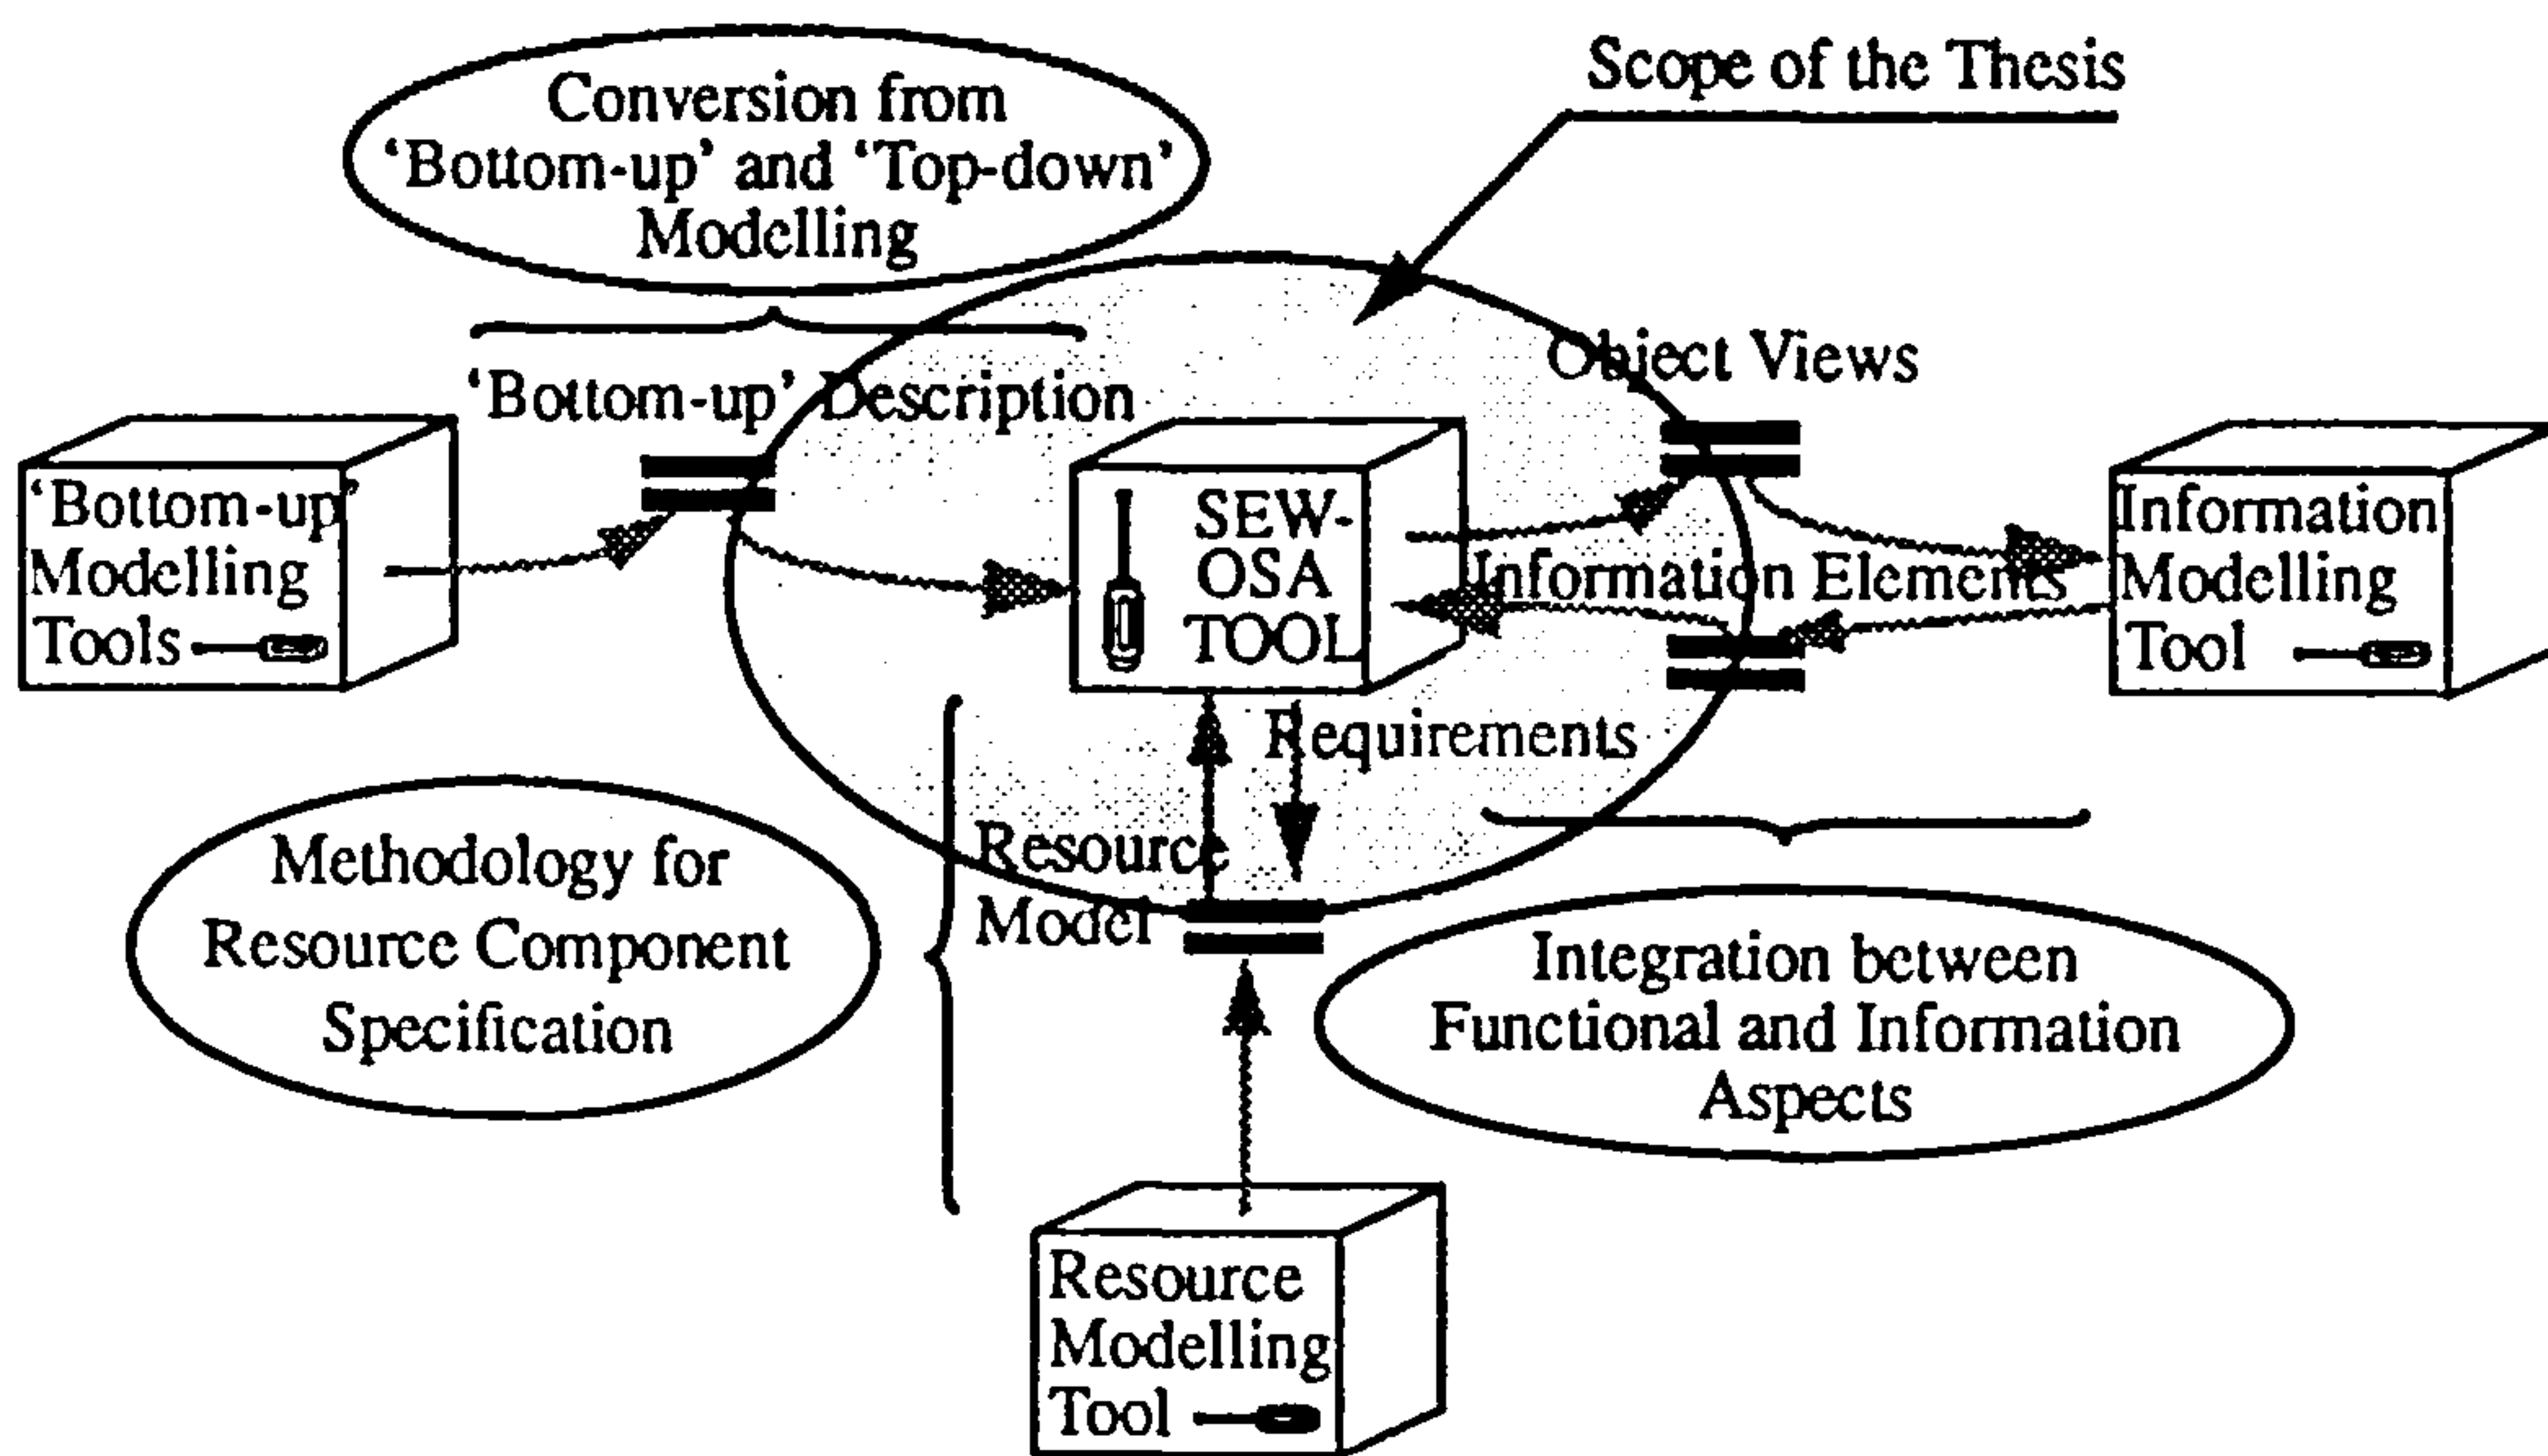 Conversion from
‘Bottom-up’ and ‘Top-down’
Modelling
Scope of the Thesis
Object Views
‘Bottom-up’ Description
‘Bottom-up’
Modelling
Tools
SEW-
OSA
TOOL
Information Elements
Information
Modelling
Tool
Requirements
Resource
Model
Methodology for
Resource Component
Specification
Integration between
Functional and Information
Aspects
Resource
Modelling
Tool